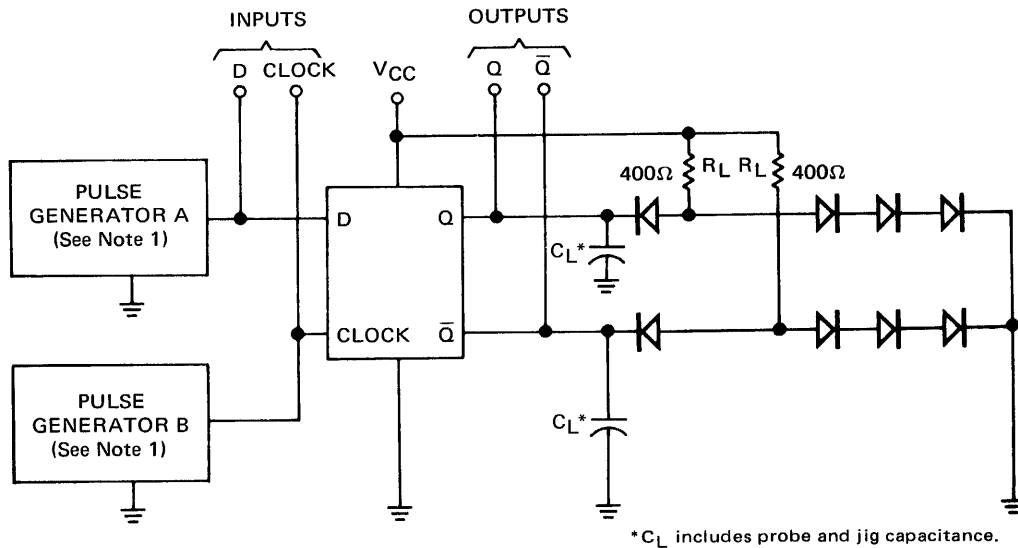 INPUTS
OUTPUTS
D CLOCK
VCC
Q Q̅
PULSE
GENERATOR A
(See Note 1)
D
Q
CLOCK
Q̅
PULSE
GENERATOR B
(See Note 1)
400Ω RL RL 400Ω
CL*
CL*
*CL includes probe and jig capacitance.